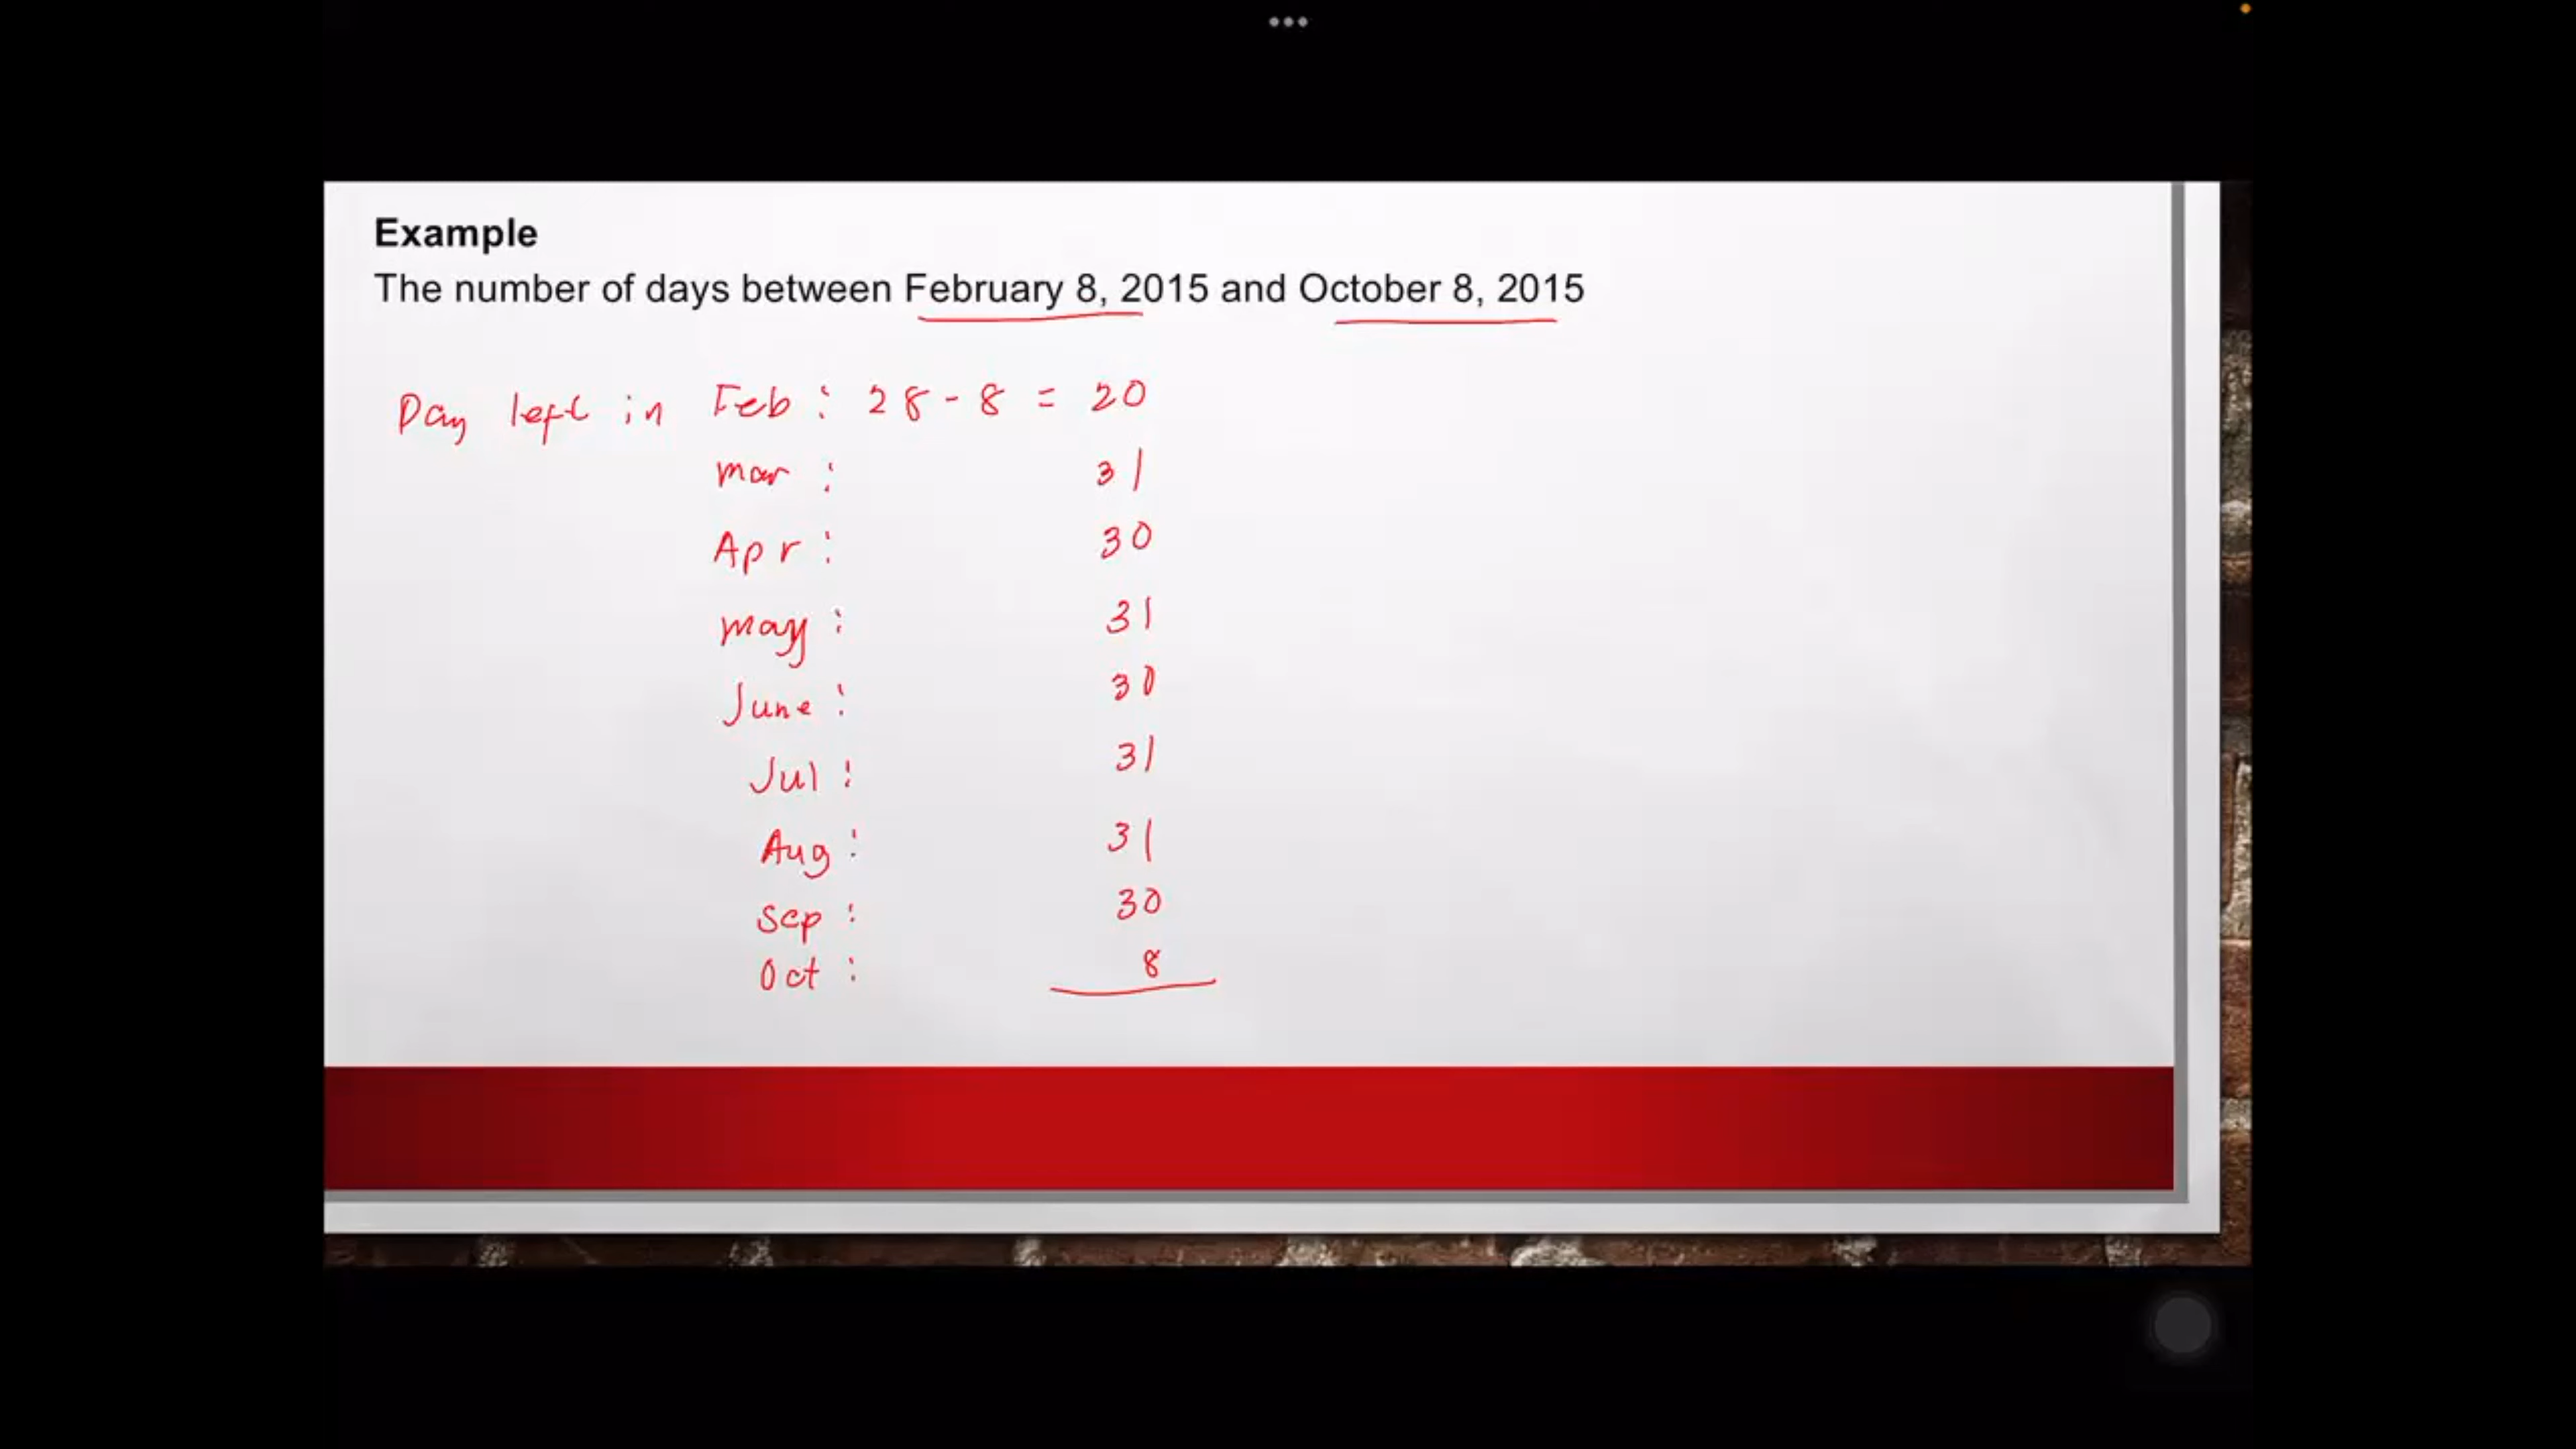 Example
The number of days between February 8, 2015 and October 8, 2015
Day left in Feb : 28 - 8 = 20
Mar : 31
Apr : 30
May : 31
June : 30
Jul : 31
Aug : 31
Sep : 30
Oct : 8